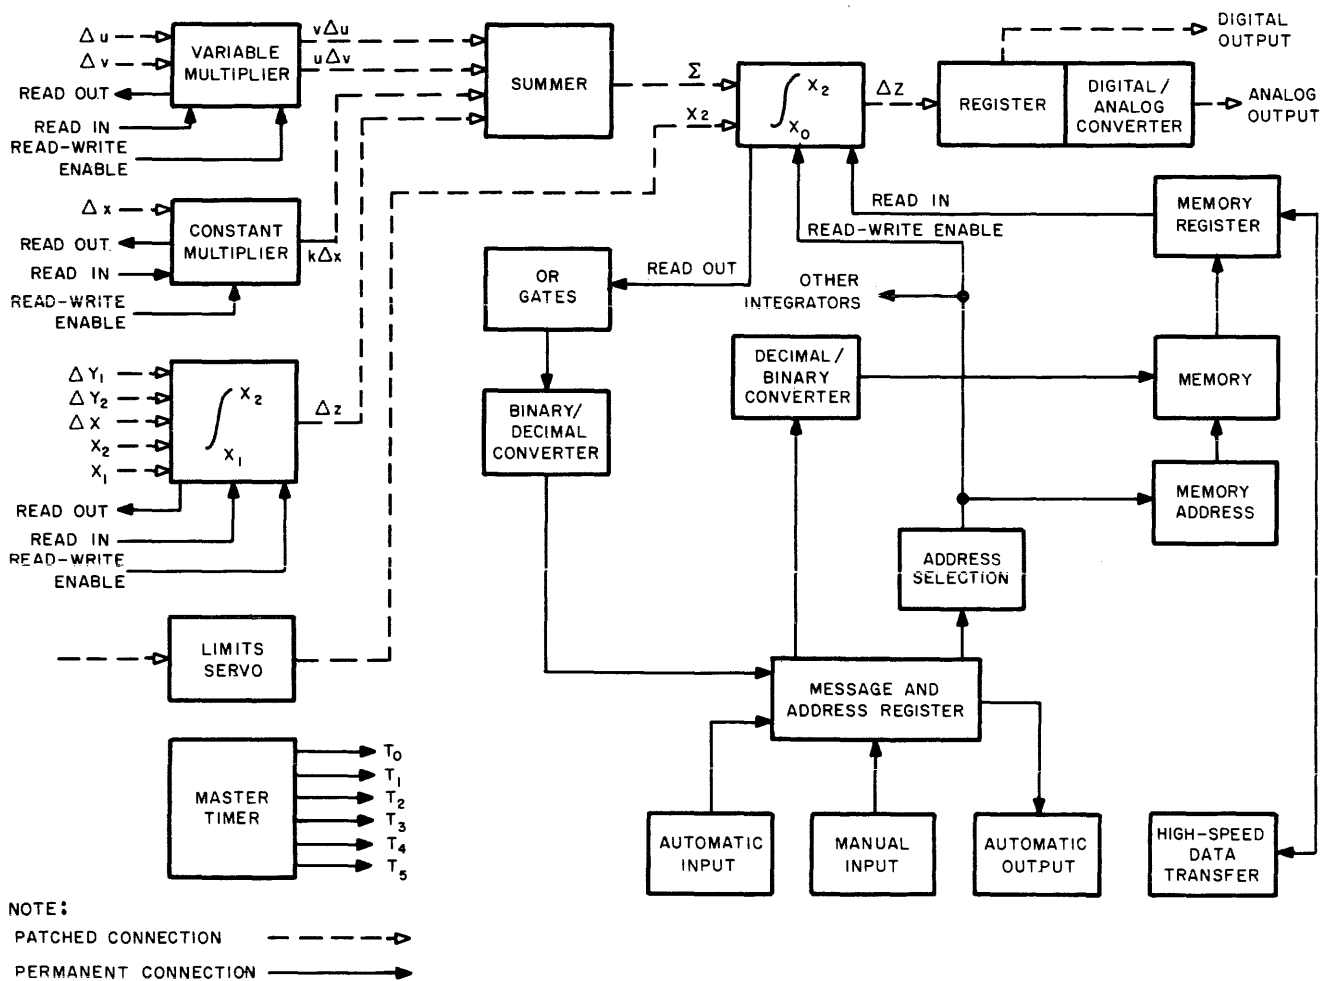 Δu
Δv
READ OUT
READ IN
READ-WRITE
ENABLE
VARIABLE
MULTIPLIER
vΔu
uΔv
SUMMER
Σ
X2
∫ X2
X0
ΔZ
REGISTER
DIGITAL/
ANALOG
CONVERTER
DIGITAL
OUTPUT
ANALOG
OUTPUT
Δx
READ OUT
READ IN
READ-WRITE
ENABLE
CONSTANT
MULTIPLIER
kΔx
READ IN
READ-WRITE ENABLE
READ OUT
OTHER
INTEGRATORS
MEMORY
REGISTER
OR
GATES
BINARY/
DECIMAL
CONVERTER
DECIMAL/
BINARY
CONVERTER
MEMORY
MEMORY
ADDRESS
ADDRESS
SELECTION
ΔY1
ΔY2
ΔX
X2
X1
READ OUT
READ IN
READ-WRITE
ENABLE
∫ X2
X1
Δz
LIMITS
SERVO
MESSAGE AND
ADDRESS REGISTER
MASTER
TIMER
T0
T1
T2
T3
T4
T5
AUTOMATIC
INPUT
MANUAL
INPUT
AUTOMATIC
OUTPUT
HIGH-SPEED
DATA
TRANSFER
NOTE:
PATCHED CONNECTION
PERMANENT CONNECTION